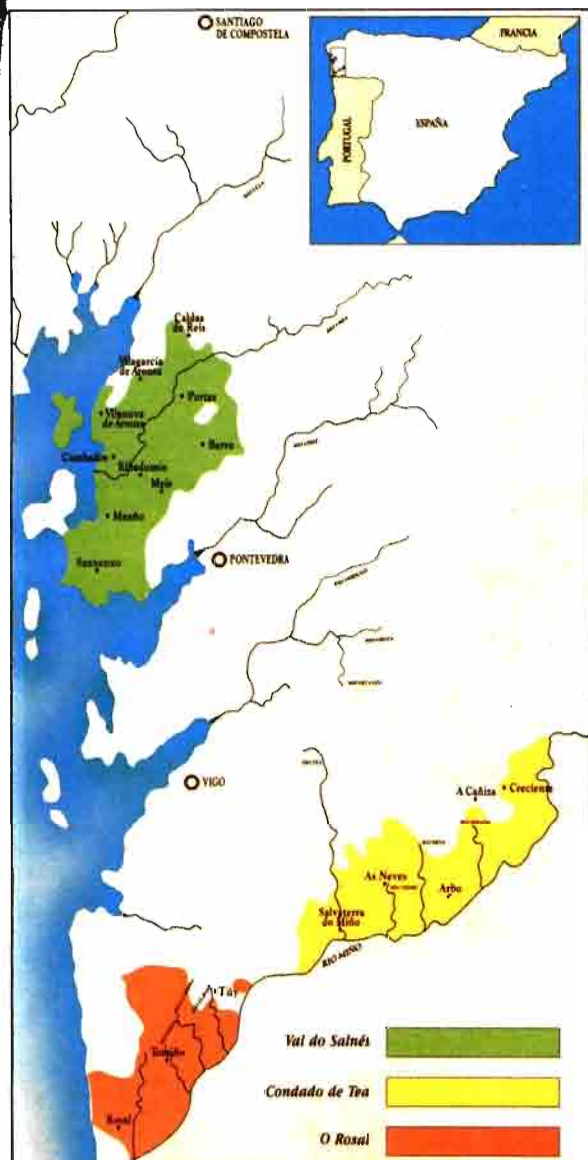 SANTIAGO
DE COMPOSTELA
FRANCIA
PORTUGAL
ESPAÑA
Caldas
de Reis
Vilagarcía
de Arousa
Portas
Vilanova
de Arousa
Barro
Cambados
Ribadumia
Meis
Meaño
Sanxenxo
PONTEVEDRA
VIGO
A Cañiza
Creciente
As Neves
Arbo
Salvaterra
do Miño
RIO MIÑO
Túy
Tomiño
Rosal
Val do Salnés
Condado de Tea
O Rosal